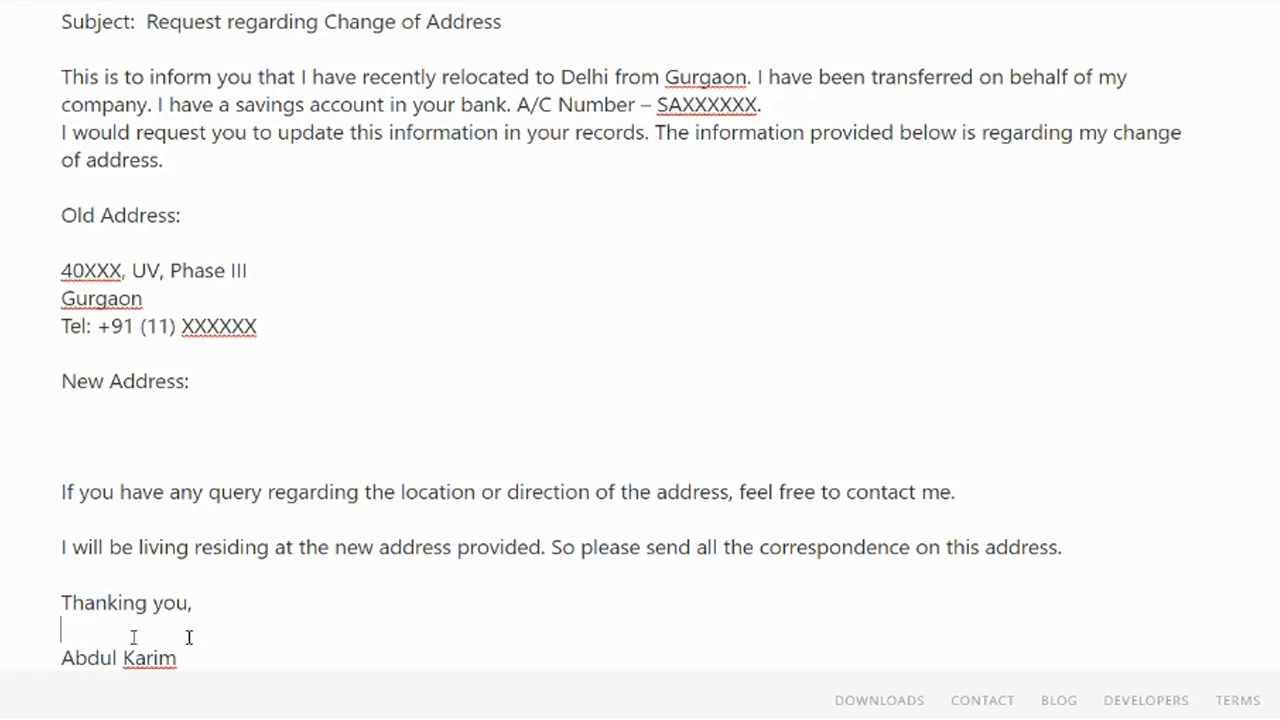 Subject:  Request regarding Change of Address
This is to inform you that I have recently relocated to Delhi from Gurgaon. I have been transferred on behalf of my
company. I have a savings account in your bank. A/C Number – SAXXXXXX.
I would request you to update this information in your records. The information provided below is regarding my change
of address.
Old Address:
40XXX, UV, Phase III
Gurgaon
Tel: +91 (11) XXXXXX
New Address:
If you have any query regarding the location or direction of the address, feel free to contact me.
I will be living residing at the new address provided. So please send all the correspondence on this address.
Thanking you,
Abdul Karim
DOWNLOADS CONTACT BLOG DEVELOPERS TERMS